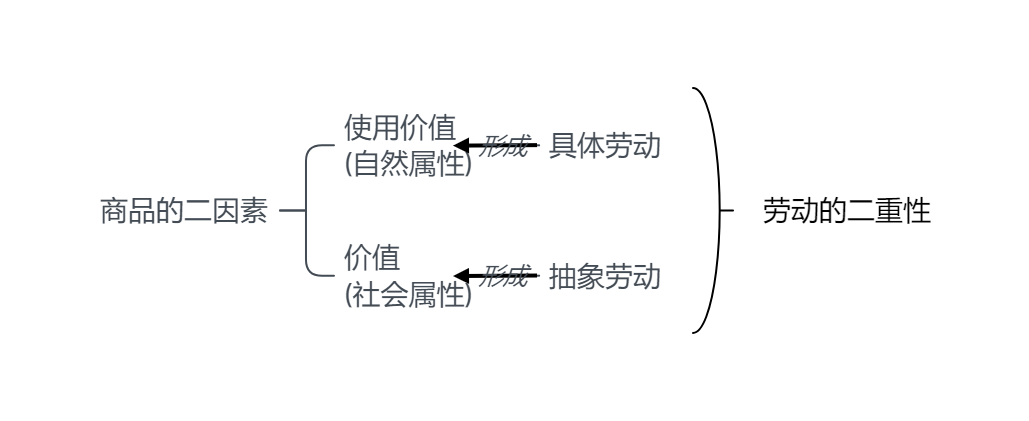 商品的二因素
使用价值
(自然属性)
形成
具体劳动
价值
(社会属性)
形成
抽象劳动
劳动的二重性